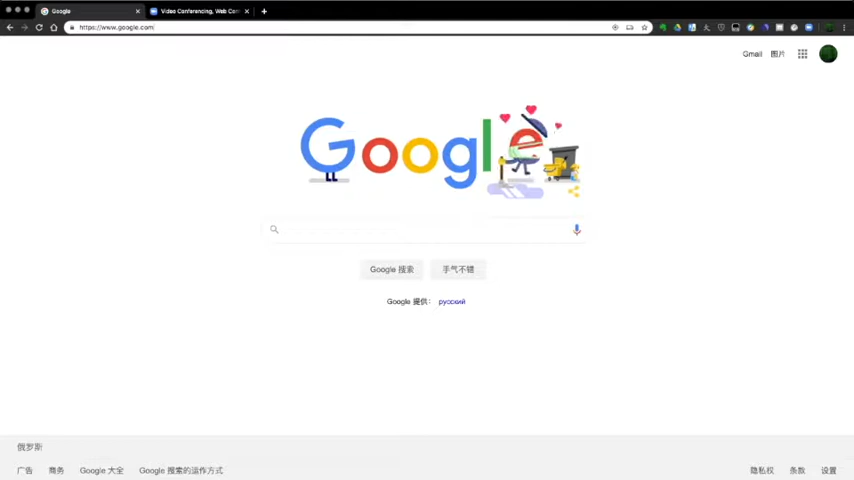 Google
Video Conferencing, Web Con
https://www.google.com
Gmail 图片
Google
Google 搜索 手气不错
Google 提供： русский
俄罗斯
广告 商务 Google 大全 Google 搜索的运作方式 隐私权 条款 设置